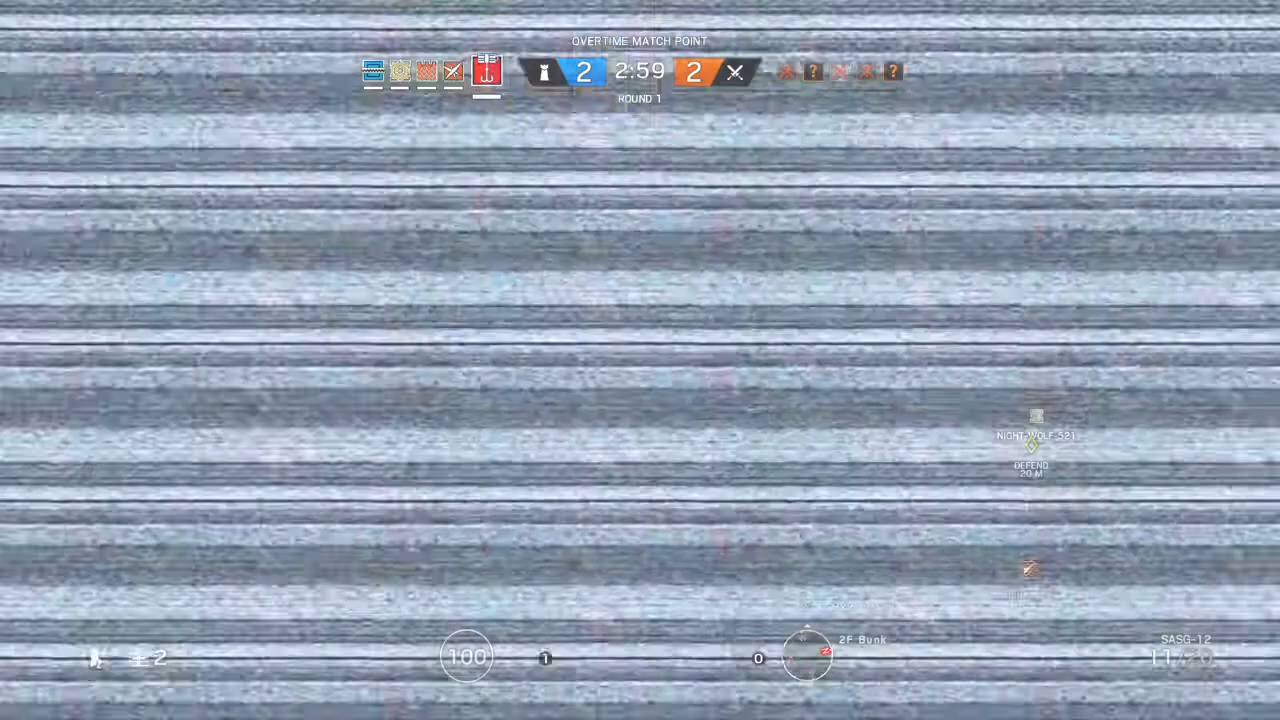 OVERTIME MATCH POINT
2 2:59 2
? ?
ROUND 1
NIGHT-WOLF-521
DEFEND
20 M
2F Bunk
SASG-12
2 100 1 0